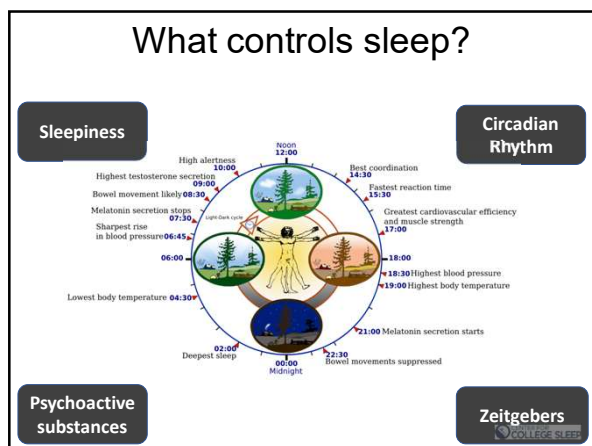 What controls sleep?
Sleepiness
Circadian
Rhythm
Noon
12:00
High alertness
10:00
Highest testosterone secretion
09:00
Bowel movement likely 08:30
Melatonin secretion stops
07:30
Sharpest rise
in blood pressure 06:45
06:00
Lowest body temperature 04:30
02:00
Deepest sleep
00:00
Midnight
Light-Dark cycle
Best coordination
14:30
Fastest reaction time
15:30
Greatest cardiovascular efficiency
and muscle strength
17:00
18:00
18:30 Highest blood pressure
19:00 Highest body temperature
21:00 Melatonin secretion starts
22:30
Bowel movements suppressed
Psychoactive
substances
Zeitgebers
COLLEGE SLEEP